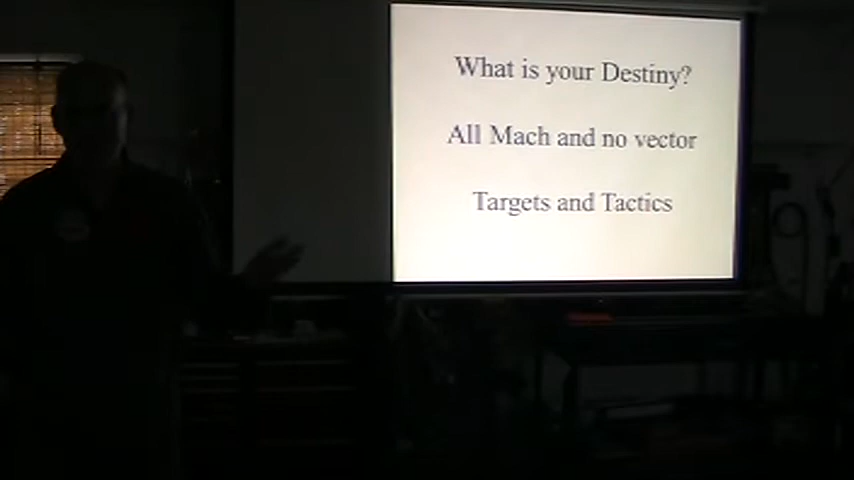 What is your Destiny?
All Mach and no vector
Targets and Tactics